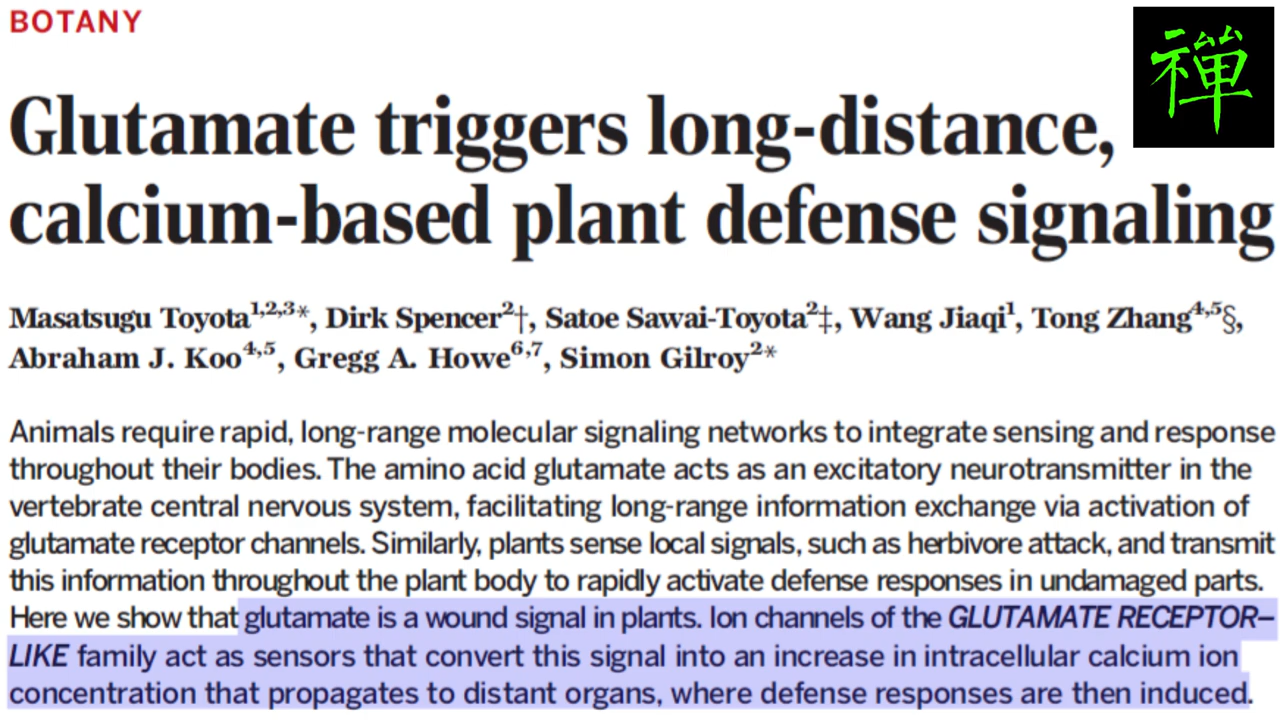 BOTANY
禅
Glutamate triggers long-distance,
calcium-based plant defense signaling
Masatsugu Toyota1,2,3*, Dirk Spencer2†, Satoe Sawai-Toyota2‡, Wang Jiaqi1, Tong Zhang4,5§,
Abraham J. Koo4,5, Gregg A. Howe6,7, Simon Gilroy2*
Animals require rapid, long-range molecular signaling networks to integrate sensing and response
throughout their bodies. The amino acid glutamate acts as an excitatory neurotransmitter in the
vertebrate central nervous system, facilitating long-range information exchange via activation of
glutamate receptor channels. Similarly, plants sense local signals, such as herbivore attack, and transmit
this information throughout the plant body to rapidly activate defense responses in undamaged parts.
Here we show that glutamate is a wound signal in plants. Ion channels of the GLUTAMATE RECEPTOR–
LIKE family act as sensors that convert this signal into an increase in intracellular calcium ion
concentration that propagates to distant organs, where defense responses are then induced.